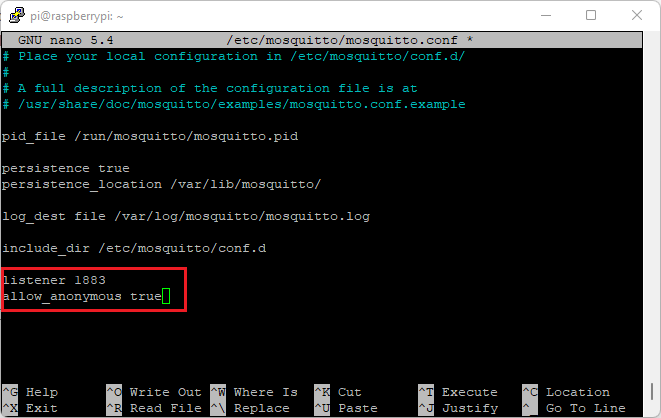 pi@raspberrypi: ~
GNU nano 5.4 /etc/mosquitto/mosquitto.conf *
# Place your local configuration in /etc/mosquitto/conf.d/
#
# A full description of the configuration file is at
# /usr/share/doc/mosquitto/examples/mosquitto.conf.example
pid_file /run/mosquitto/mosquitto.pid
persistence true
persistence_location /var/lib/mosquitto/
log_dest file /var/log/mosquitto/mosquitto.log
include_dir /etc/mosquitto/conf.d
listener 1883
allow_anonymous true
^G Help ^O Write Out ^W Where Is ^K Cut ^T Execute ^C Location
^X Exit ^R Read File ^\ Replace ^U Paste ^J Justify ^_ Go To Line